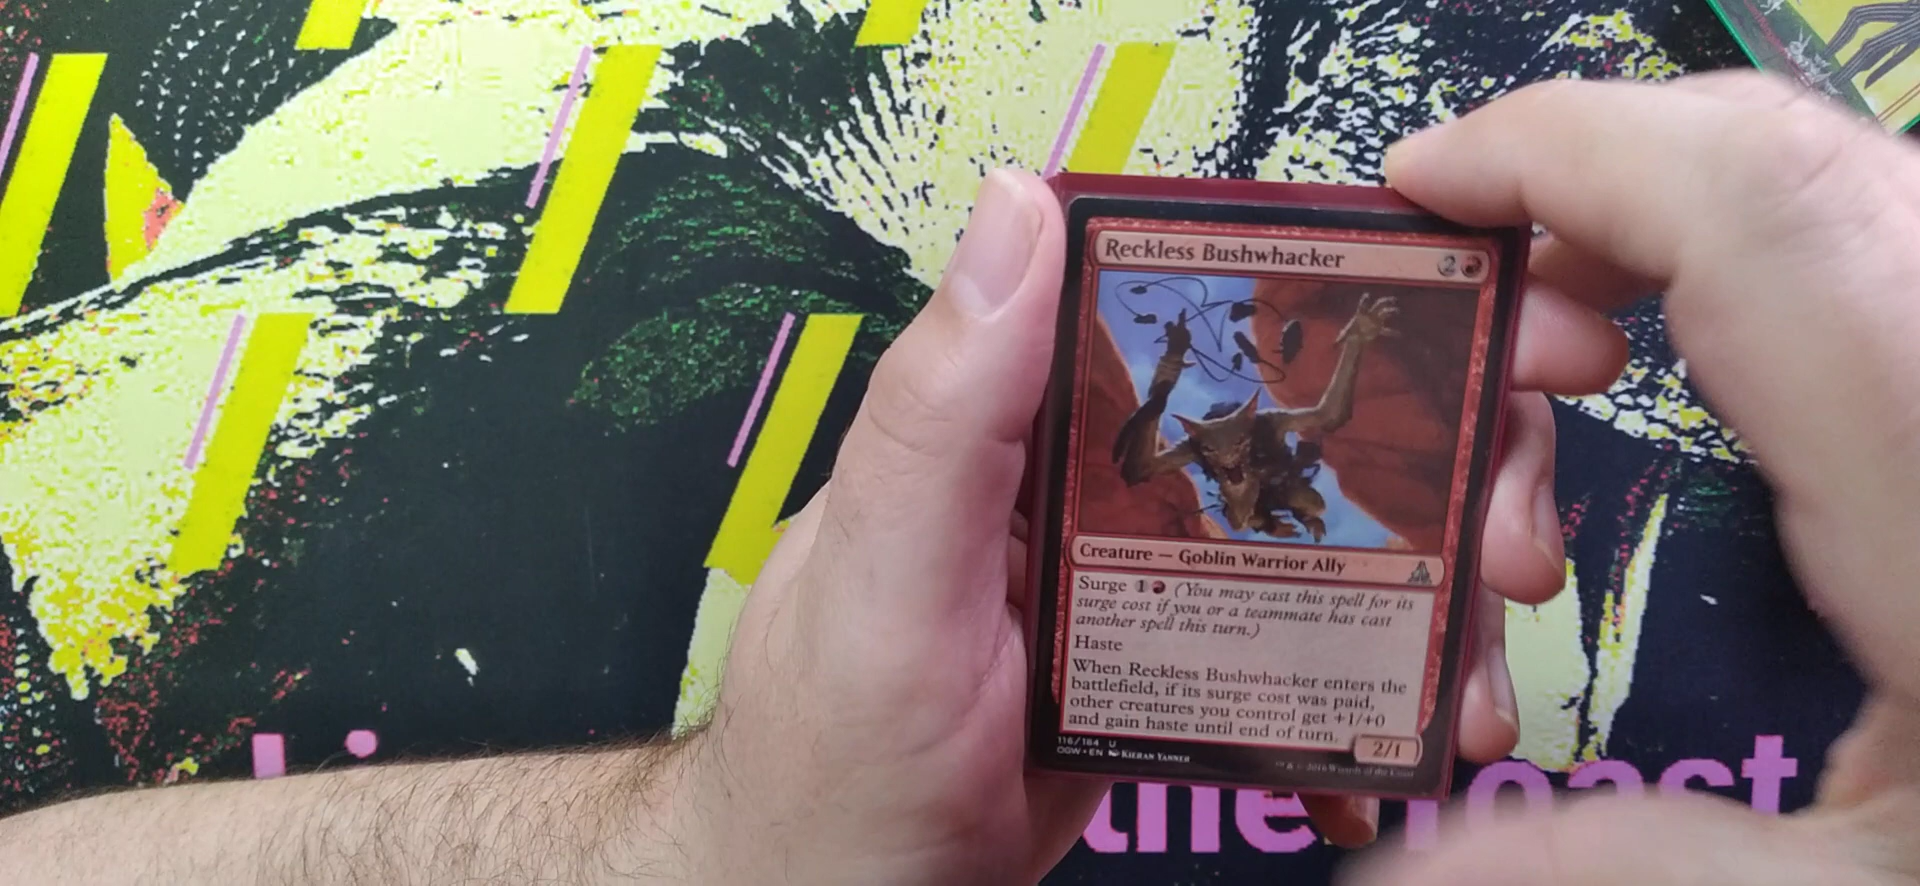 Reckless Bushwhacker 2
Creature — Goblin Warrior Ally
Surge 1 (You may cast this spell for its
surge cost if you or a teammate has cast
another spell this turn.)
Haste
When Reckless Bushwhacker enters the
battlefield, if its surge cost was paid,
other creatures you control get +1/+0
and gain haste until end of turn.
2/1
116/184 U
OGW • EN Kieran Yanner
™ & © 2016 Wizards of the Coast
the roast